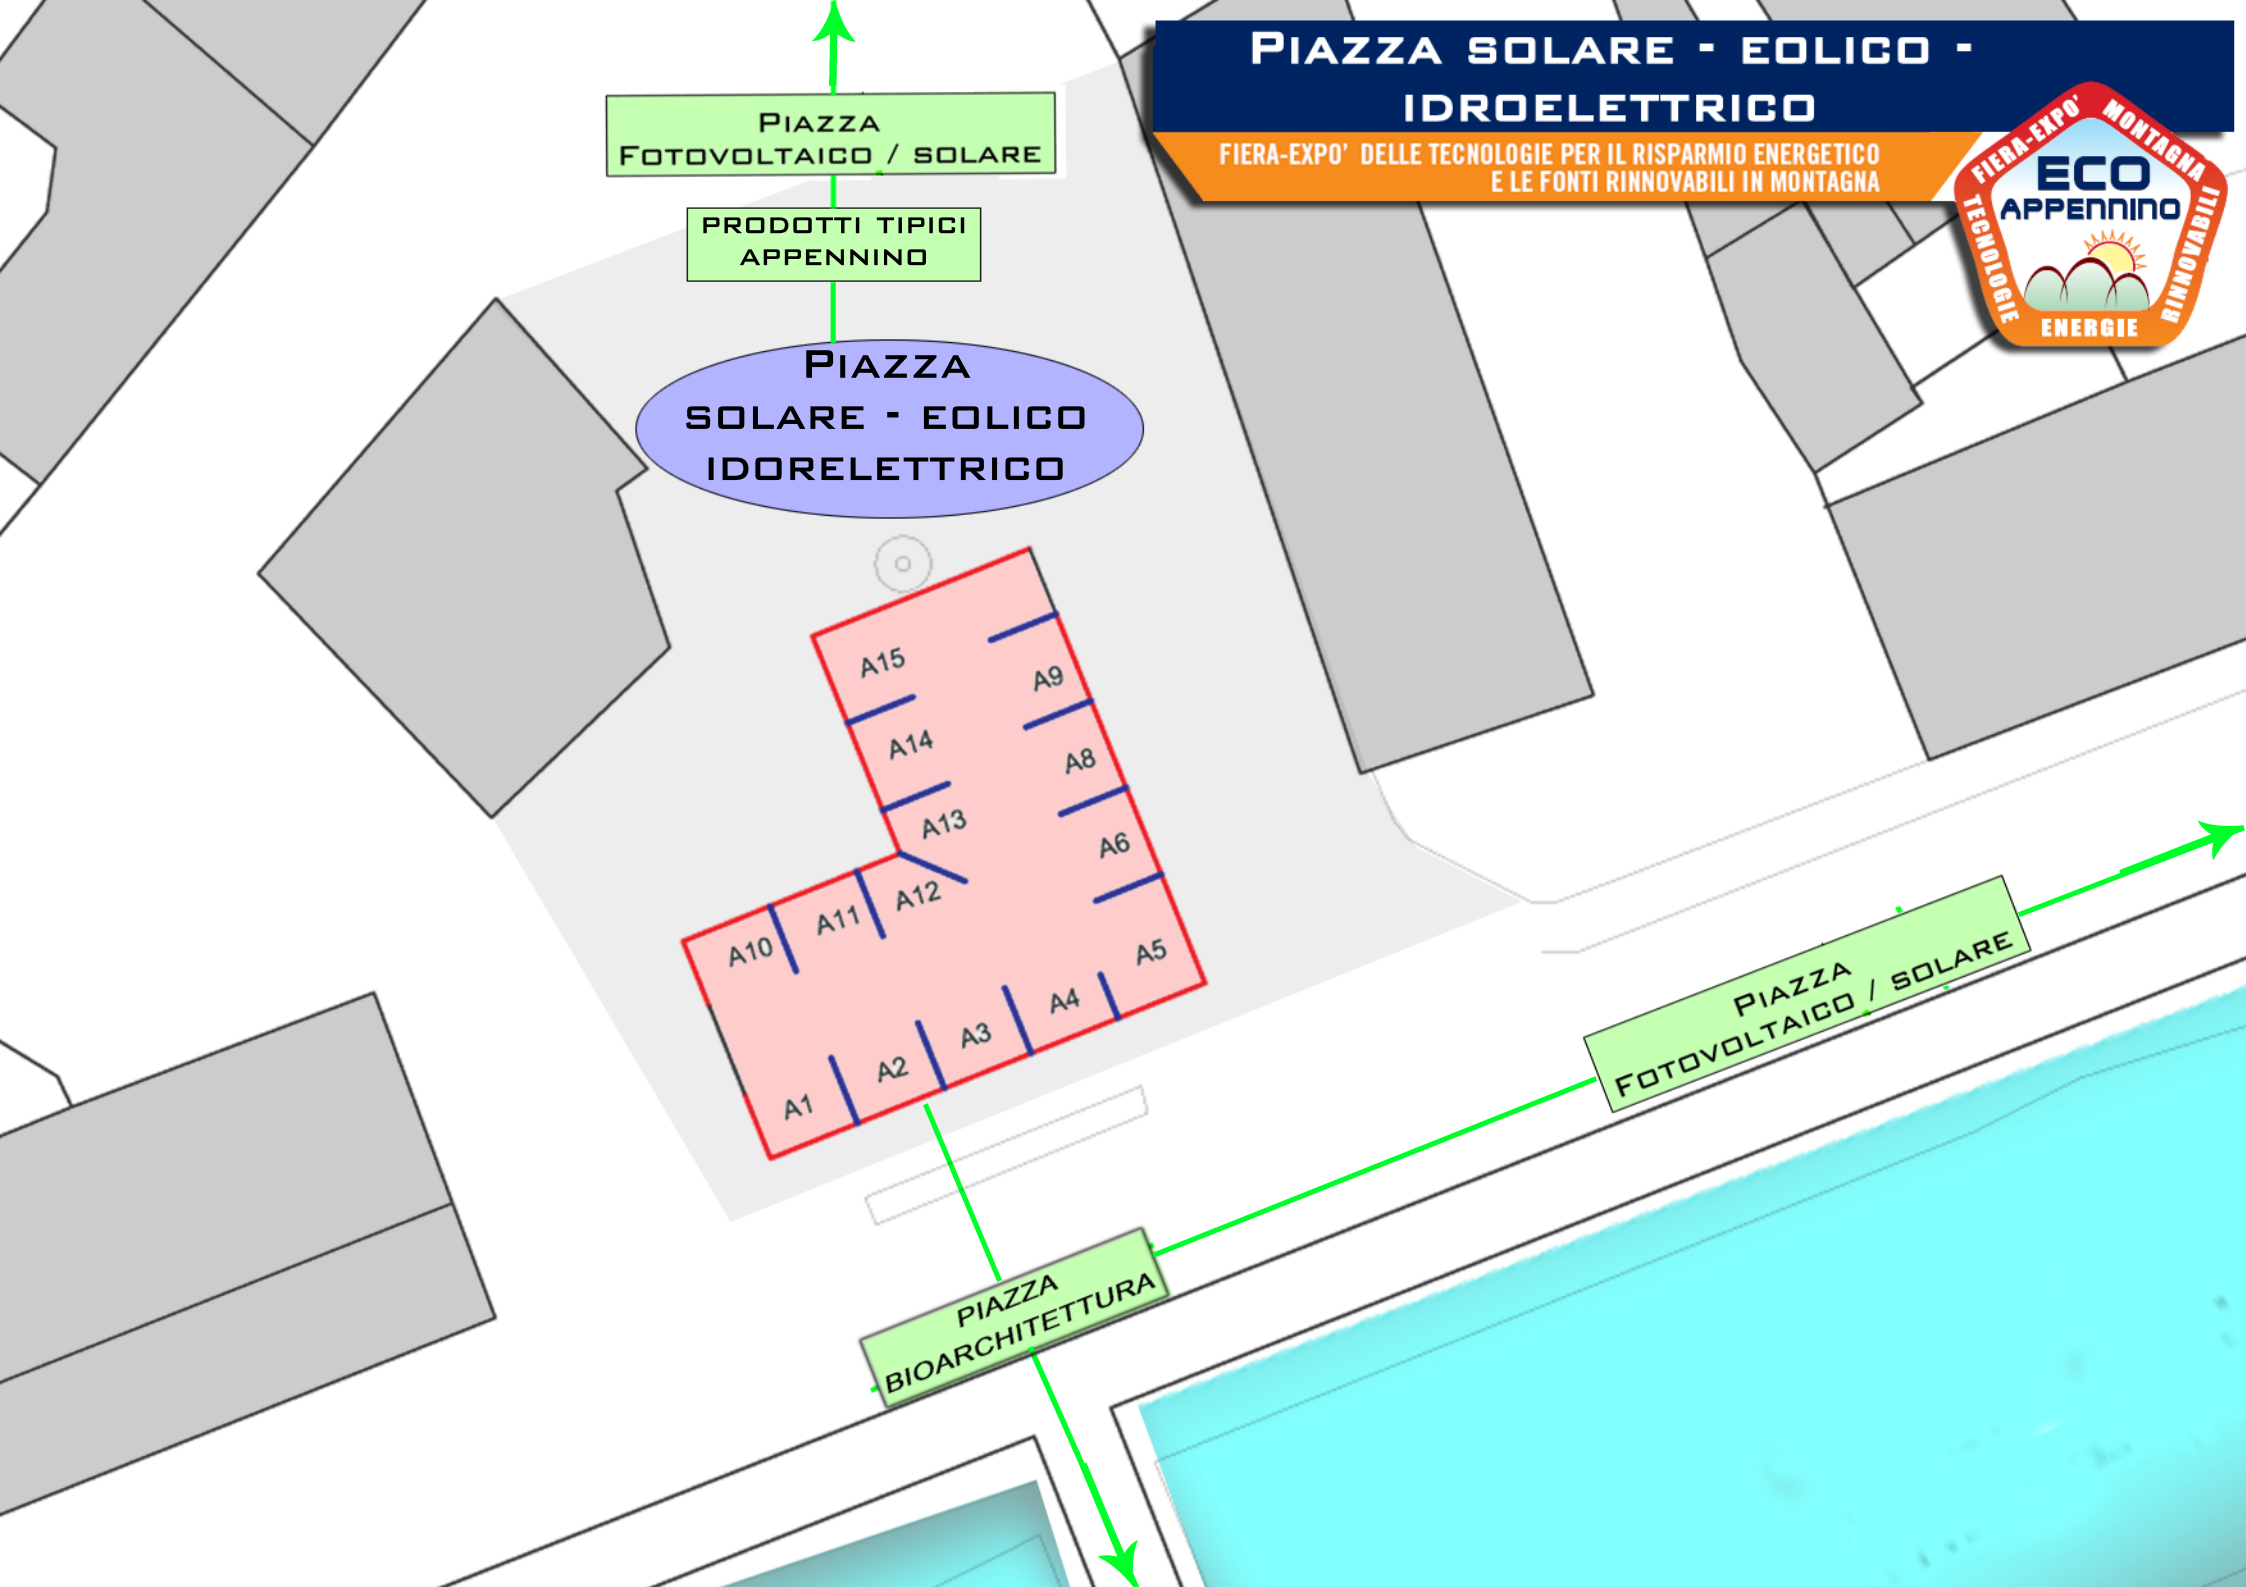 PIAZZA SOLARE - EOLICO -
IDROELETTRICO
FIERA-EXPO' DELLE TECNOLOGIE PER IL RISPARMIO ENERGETICO
E LE FONTI RINNOVABILI IN MONTAGNA
FIERA-EXPO' MONTAGNA
ECO
APPENNINO
TECNOLOGIE
ENERGIE
RINNOVABILI
PIAZZA
FOTOVOLTAICO / SOLARE
PRODOTTI TIPICI
APPENNINO
PIAZZA
SOLARE - EOLICO
IDORELETTRICO
A15
A9
A14
A8
A13
A6
A12
A11
A10
A5
A4
A3
A2
A1
PIAZZA
FOTOVOLTAICO / SOLARE
PIAZZA
BIOARCHITETTURA